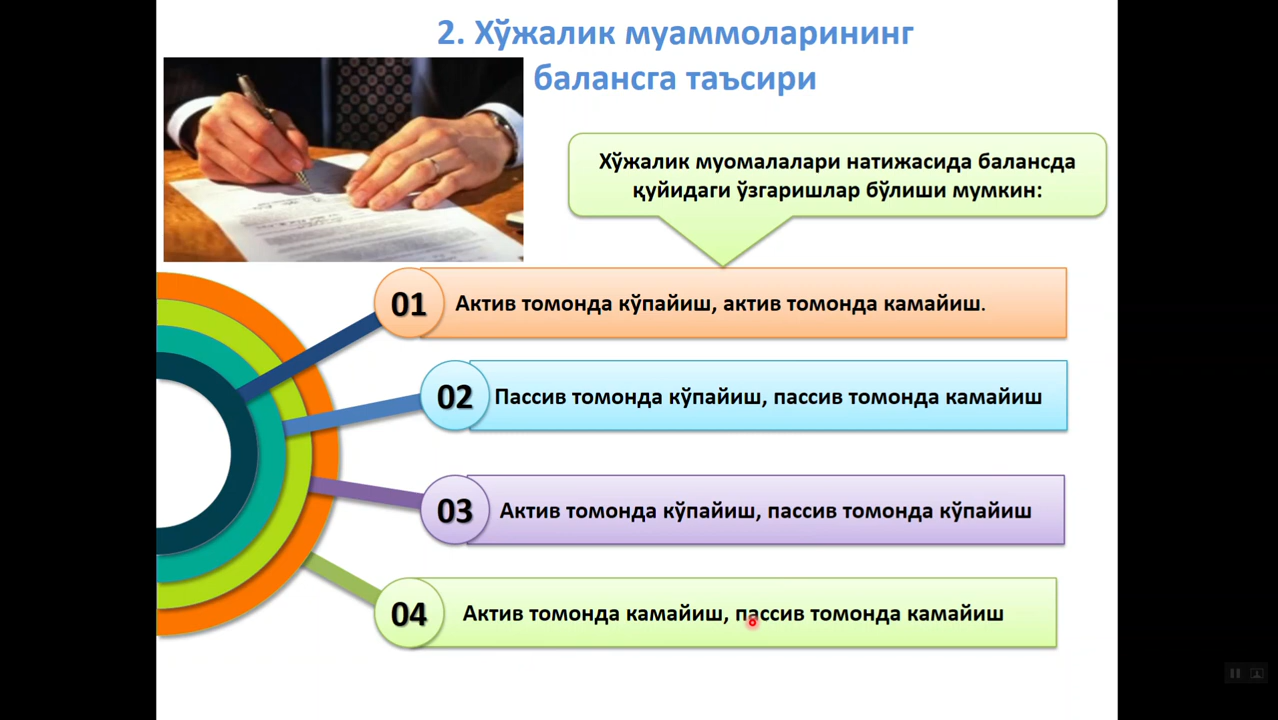 2. Хўжалик муаммоларининг
балансга таъсири
Хўжалик муомалалари натижасида балансда
қуйидаги ўзгаришлар бўлиши мумкин:
01 Актив томонда кўпайиш, актив томонда камайиш.
02 Пассив томонда кўпайиш, пассив томонда камайиш
03 Актив томонда кўпайиш, пассив томонда кўпайиш
04 Актив томонда камайиш, пассив томонда камайиш